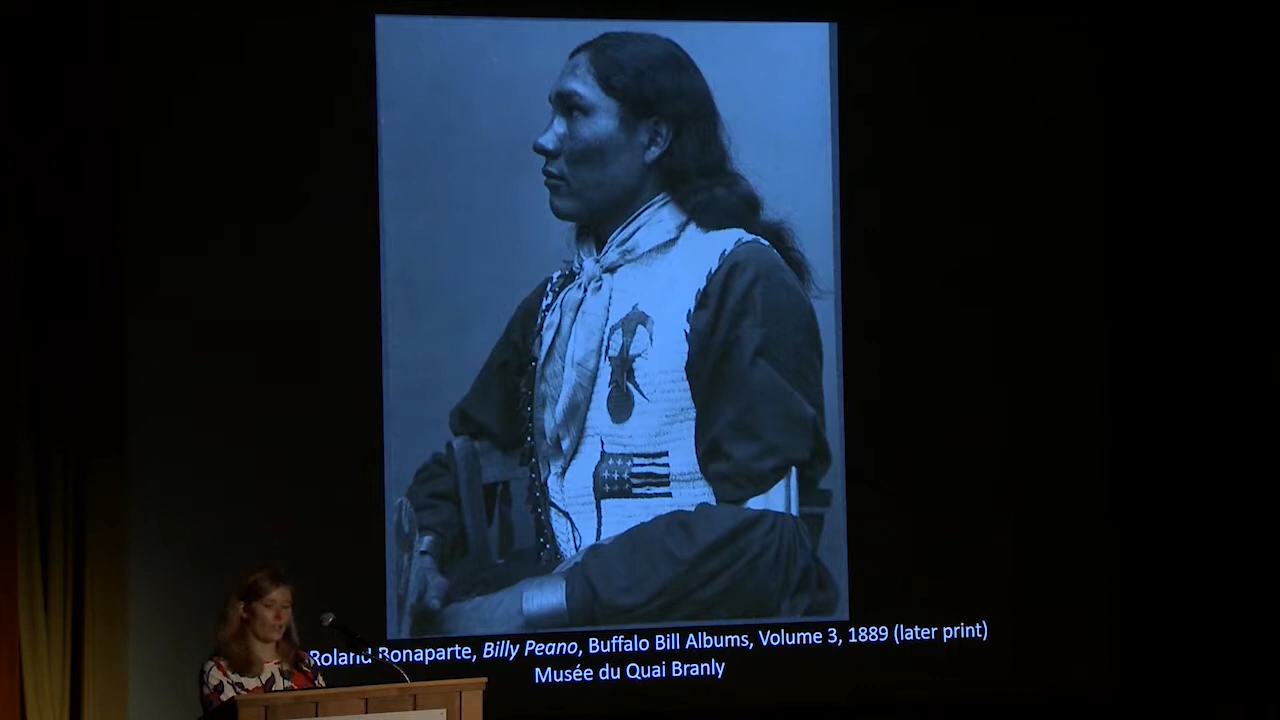 Roland Bonaparte, Billy Peano, Buffalo Bill Albums, Volume 3, 1889 (later print)
Musée du Quai Branly